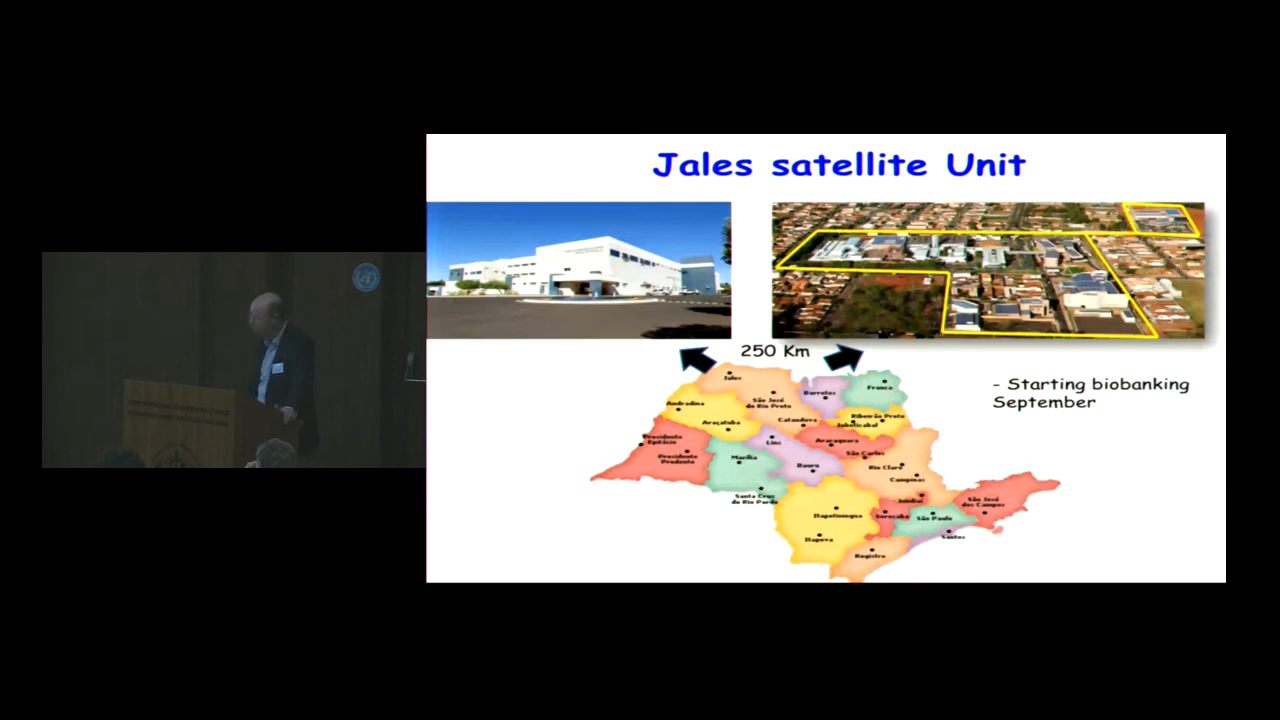 Jales satellite Unit
250 Km
- Starting biobanking
September
Jales
Barretos
Franca
Andradina
São José
do Rio Preto
Ribeirão Preto
Araçatuba
Catanduva
Jaboticabal
Presidente
Epitácio
Lins
Araraquara
Presidente
Prudente
Marília
São Carlos
Bauru
Rio Claro
Campinas
Santa Cruz
do Rio Pardo
Jundiaí
São José
dos Campos
Itapetininga
Sorocaba
São Paulo
Itapeva
Santos
Registro